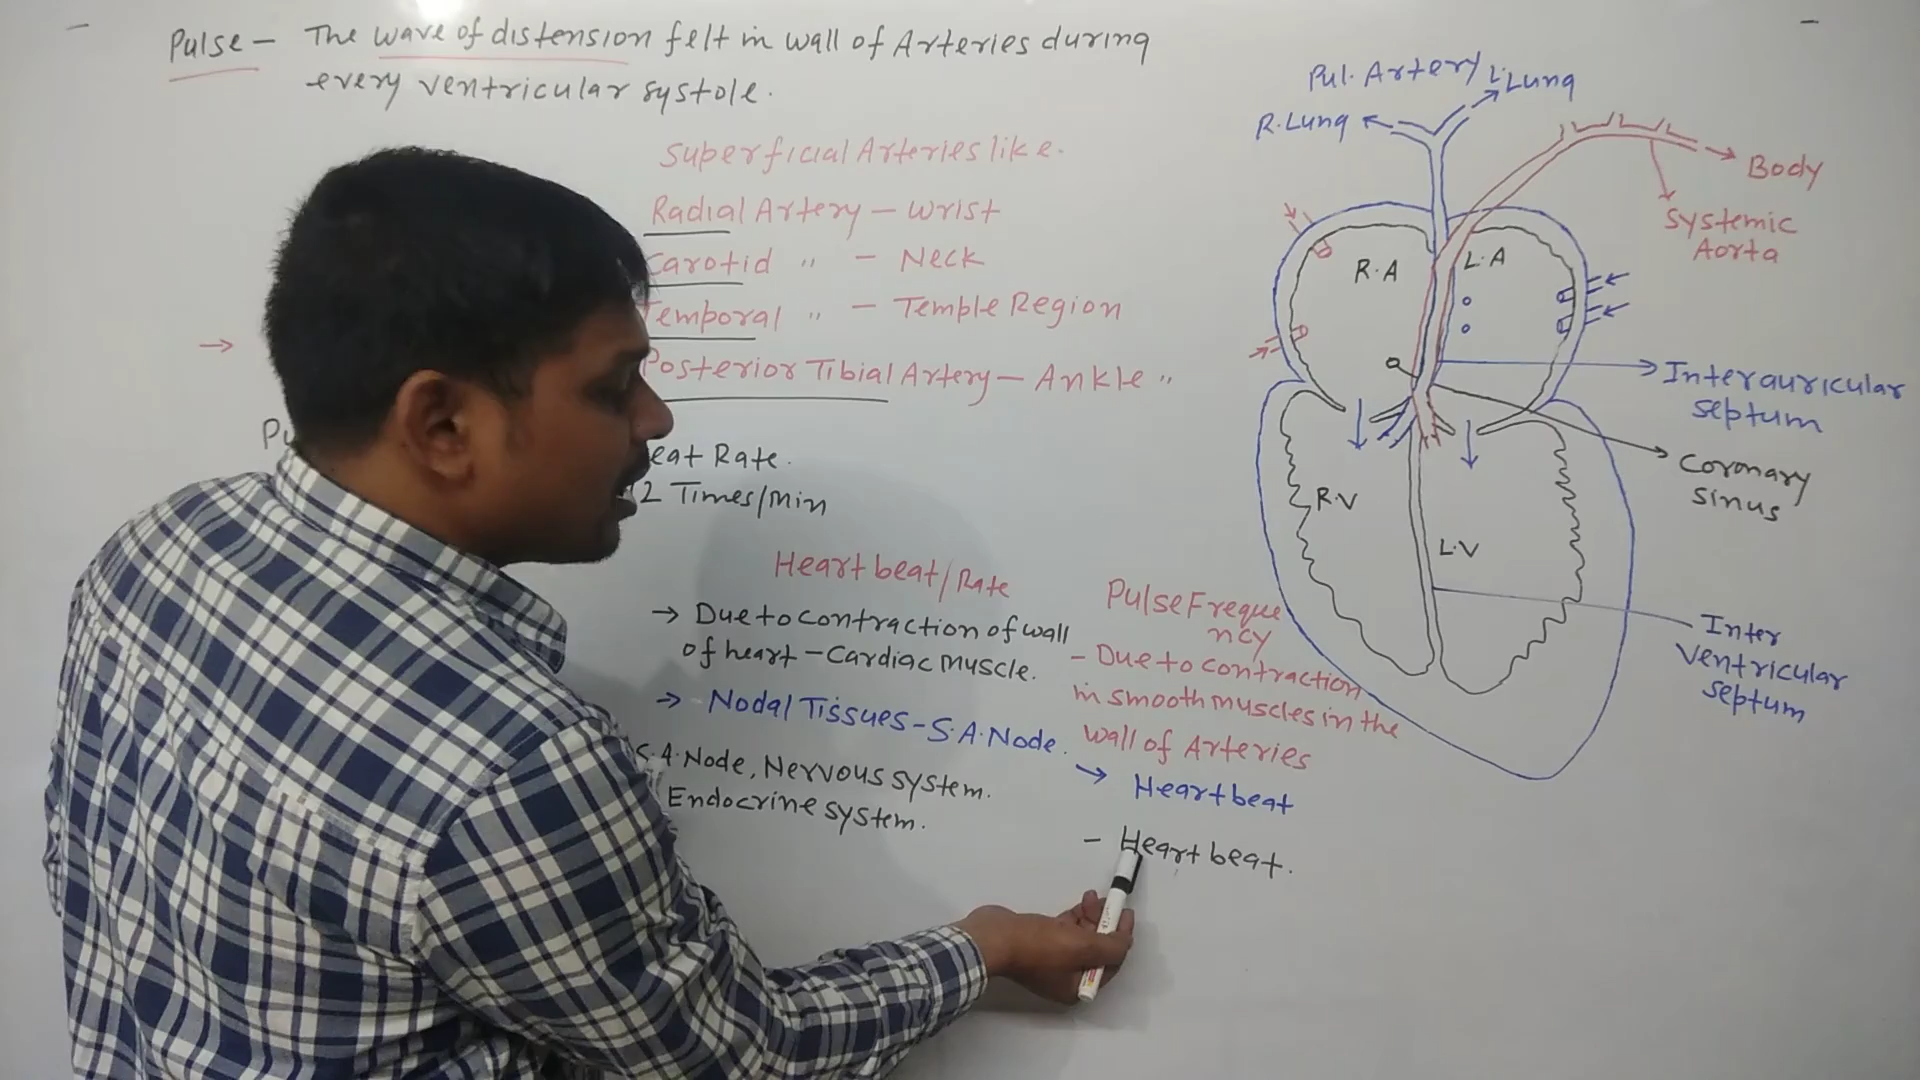 Pulse – The wave of distension felt in wall of Arteries during
every ventricular systole.
Superficial Arteries like.
Radial Artery – Wrist
Carotid " – Neck
Temporal " – Temple Region
→ Posterior Tibial Artery – Ankle "
eat Rate.
2 Times/Min
Heart beat/Rate
→ Due to contraction of wall
of heart – Cardiac Muscle.
→ Nodal Tissues – S.A. Node.
S.A. Node, Nervous system.
Endocrine system.
Pulse Freque
ncy
– Due to contraction
in smooth muscles in the
wall of Arteries
→ Heart beat
– Heart beat.
Pul. Artery
L. Lung
R. Lung
Body
Systemic
Aorta
R.A
L.A
Interauricular
septum
Coronary
sinus
R.V
L.V
Inter
ventricular
septum